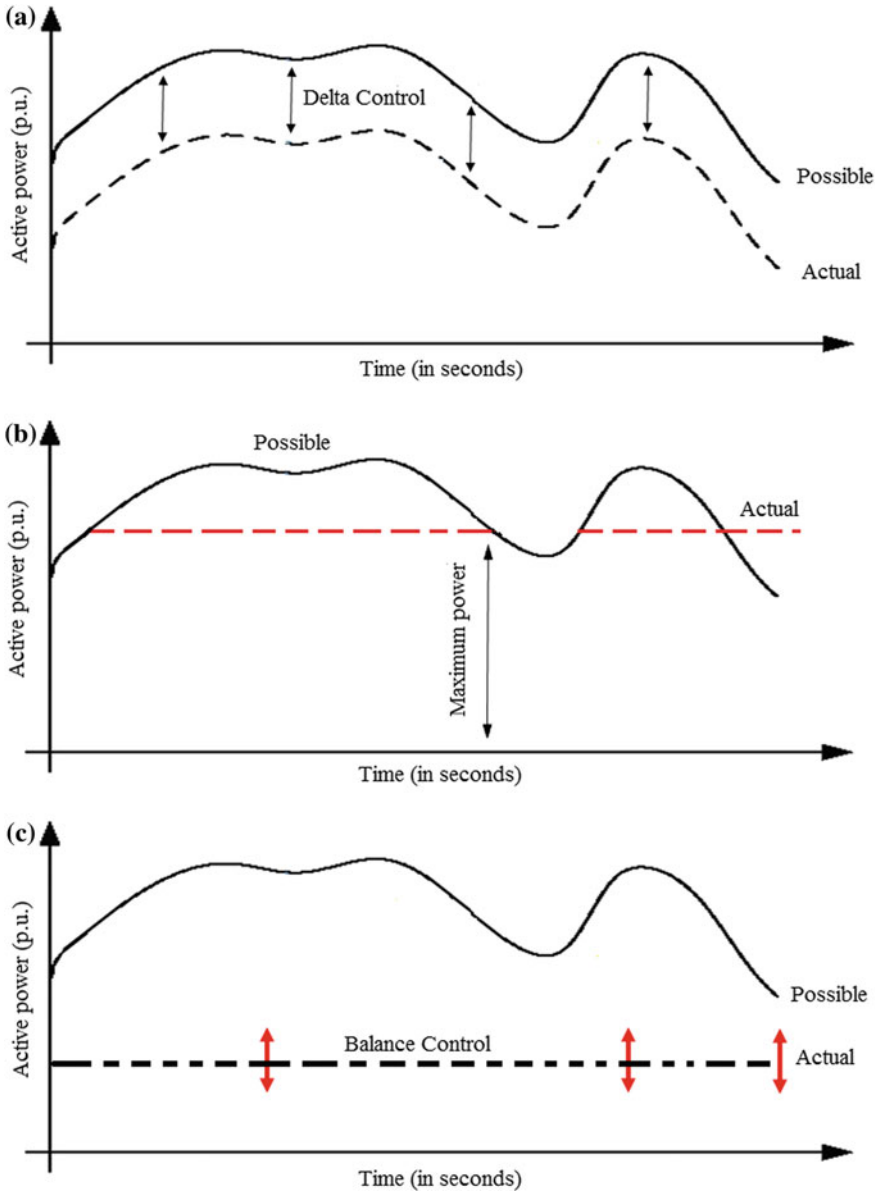 (a)
Active power (p.u.)
Delta Control
Possible
Actual
Time (in seconds)
(b)
Active power (p.u.)
Possible
Actual
Maximum power
Time (in seconds)
(c)
Active power (p.u.)
Possible
Balance Control
Actual
Time (in seconds)